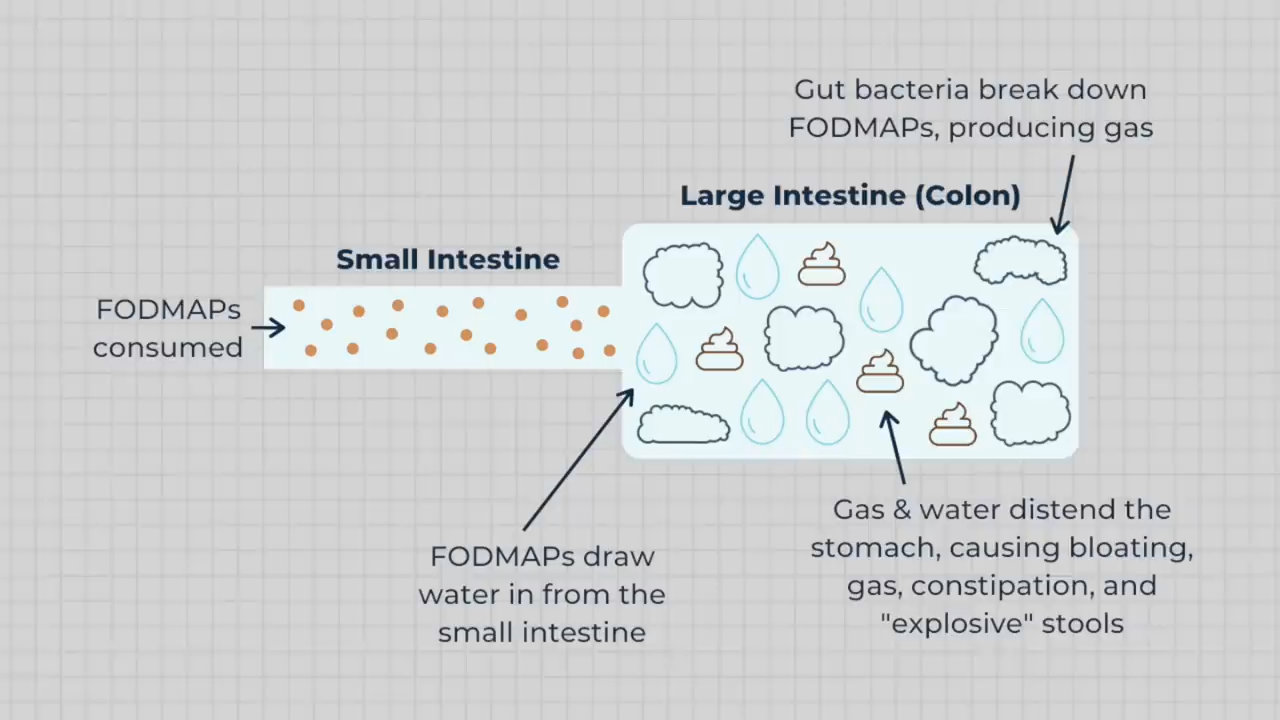 Gut bacteria break down
FODMAPs, producing gas
Large Intestine (Colon)
Small Intestine
FODMAPs
consumed
FODMAPs draw
water in from the
small intestine
Gas & water distend the
stomach, causing bloating,
gas, constipation, and
"explosive" stools